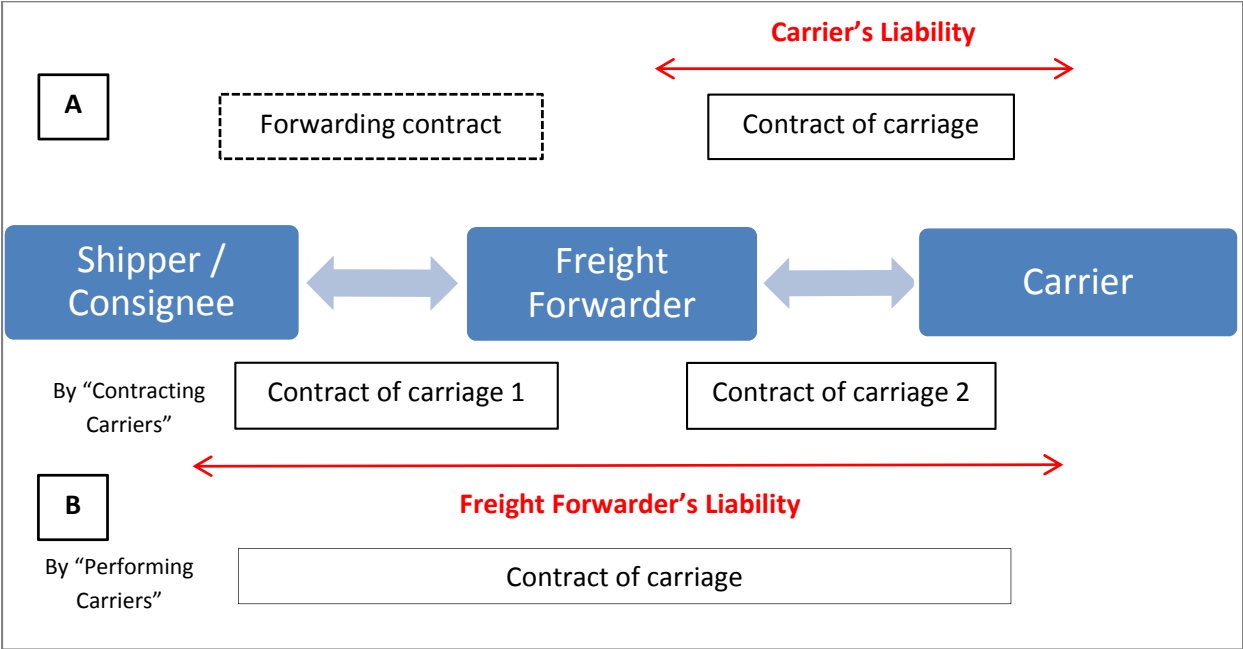 Carrier’s Liability
A
Forwarding contract
Contract of carriage
Shipper /
Consignee
Freight
Forwarder
Carrier
By “Contracting
Carriers”
Contract of carriage 1
Contract of carriage 2
B
Freight Forwarder’s Liability
By “Performing
Carriers”
Contract of carriage